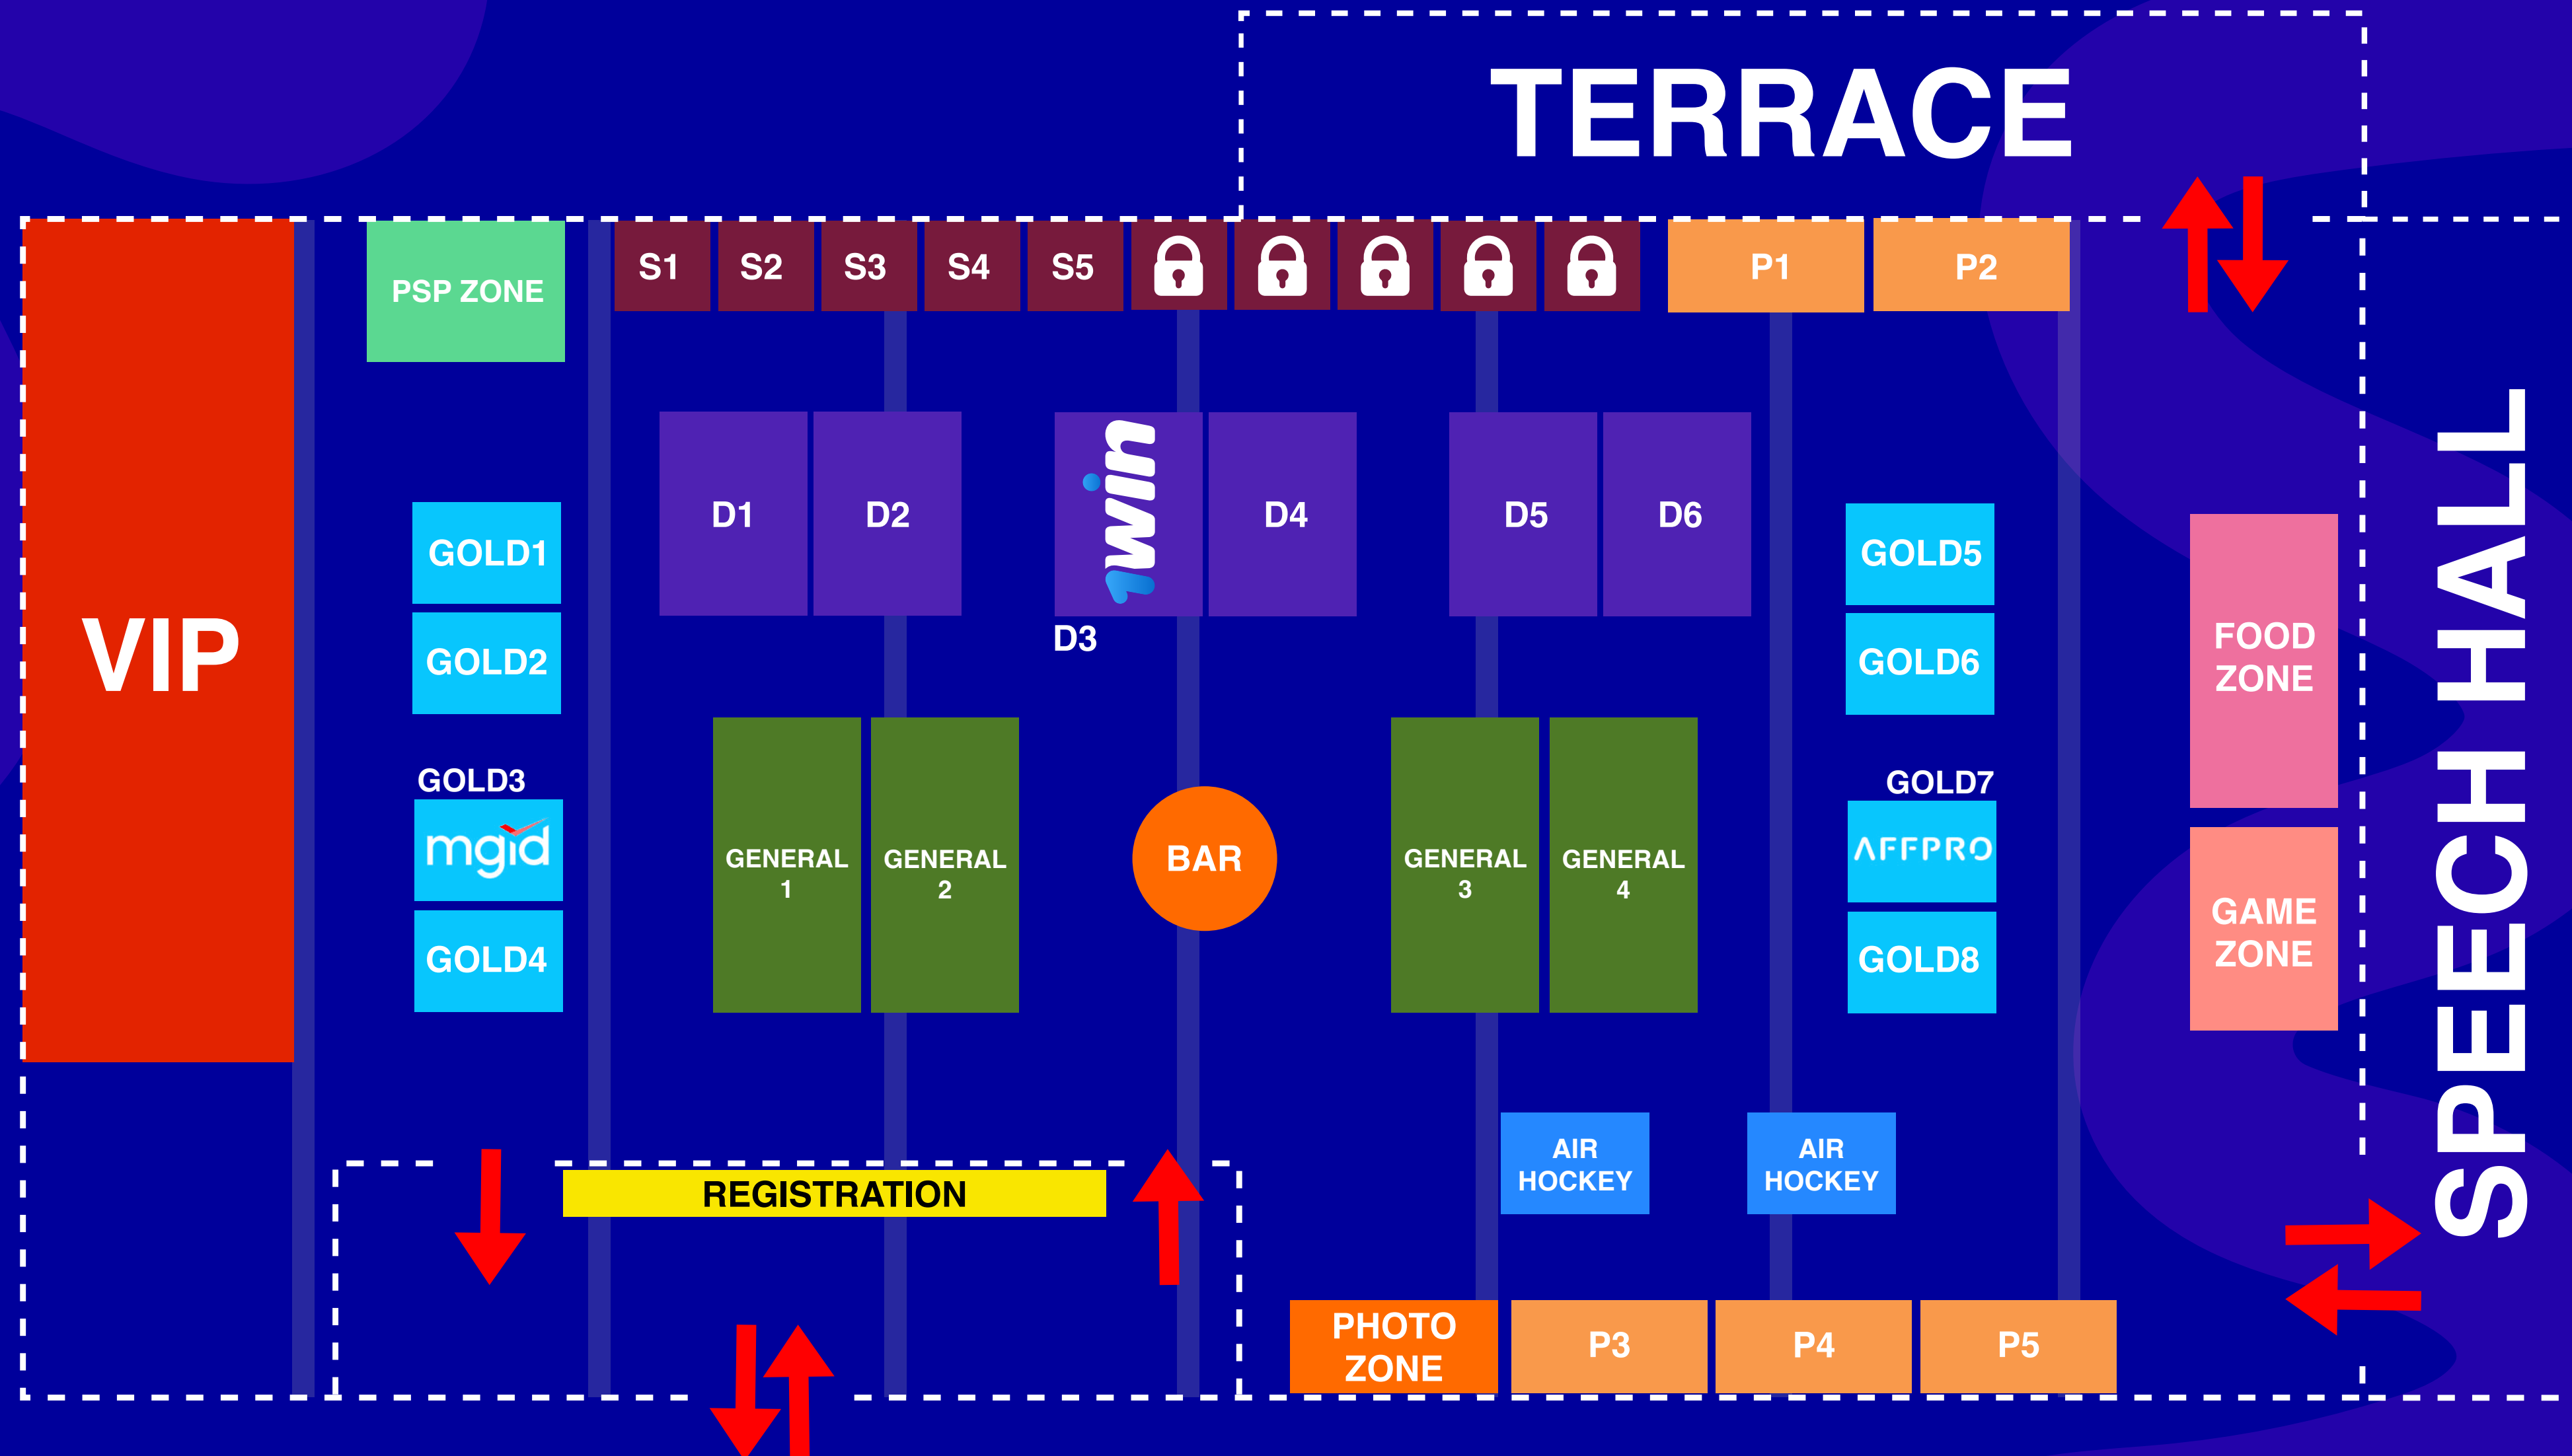 TERRACE
PSP ZONE
S1
S2
S3
S4
S5
P1
P2
VIP
GOLD1
GOLD2
GOLD3
mgid
GOLD4
D1
D2
1win
D3
D4
D5
D6
GENERAL
1
GENERAL
2
BAR
GENERAL
3
GENERAL
4
GOLD5
GOLD6
GOLD7
AFFPRO
GOLD8
FOOD
ZONE
GAME
ZONE
SPEECH HALL
REGISTRATION
AIR
HOCKEY
AIR
HOCKEY
PHOTO
ZONE
P3
P4
P5